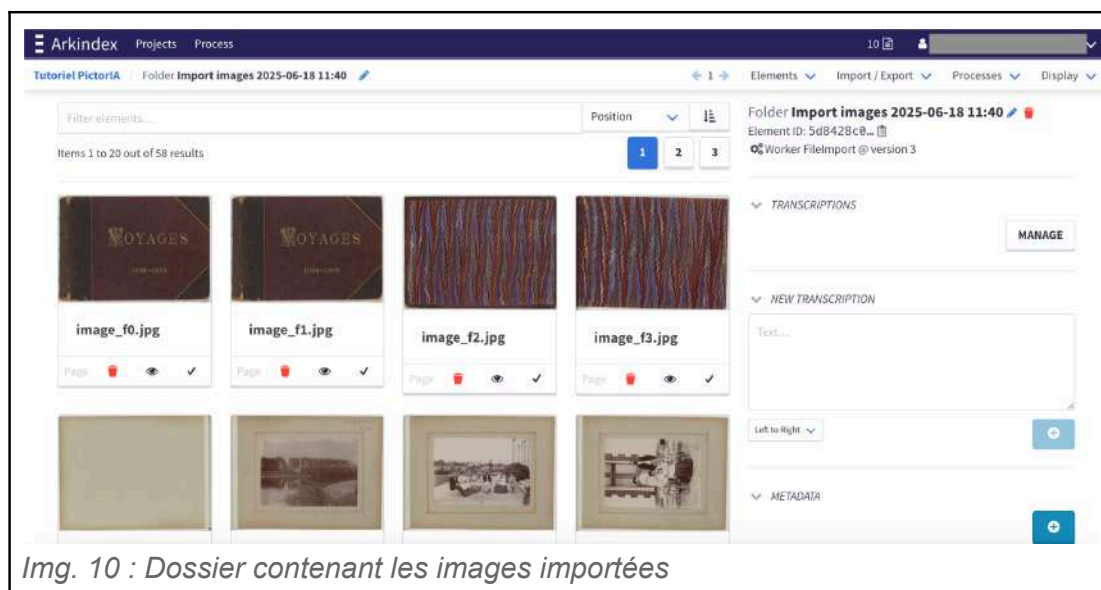 Arkindex Projects Process 10
Tutoriel PictorIA / Folder Import images 2025-06-18 11:40 1 Elements Import / Export Processes Display
Filter elements... Position
Items 1 to 20 out of 58 results 1 2 3
VOYAGES VOYAGES
image_f0.jpg image_f1.jpg image_f2.jpg image_f3.jpg
Page Page Page Page
Folder Import images 2025-06-18 11:40
Element ID: 5d8428c0...
Worker FileImport @ version 3
TRANSCRIPTIONS
MANAGE
NEW TRANSCRIPTION
Text...
Left to Right
METADATA
Img. 10 : Dossier contenant les images importées